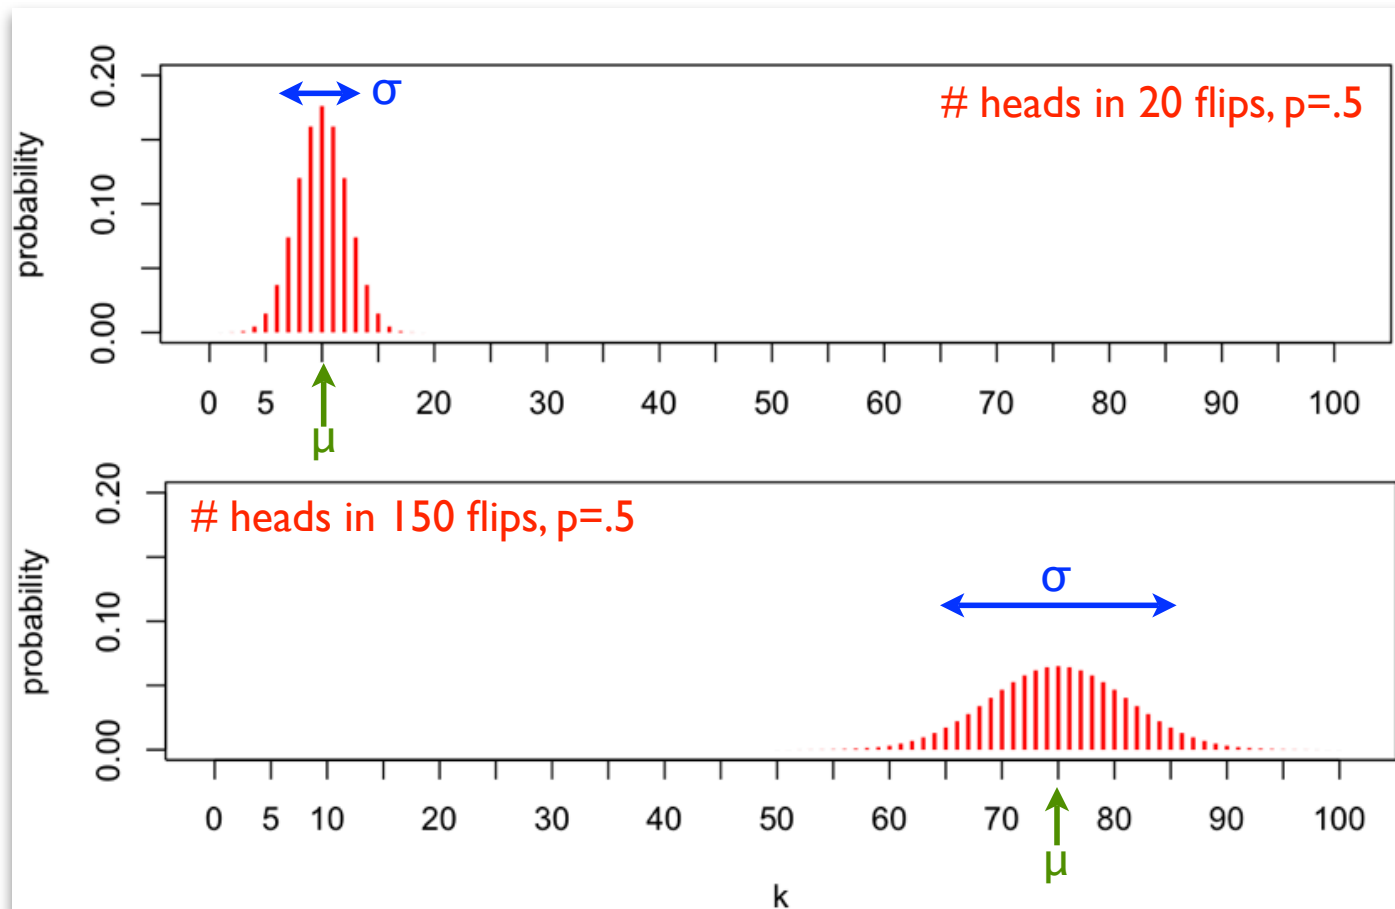 0.20
σ
# heads in 20 flips, p=.5
probability
0.10
0.00
0 5 20 30 40 50 60 70 80 90 100
μ
0.20
# heads in 150 flips, p=.5
σ
probability
0.10
0.00
0 5 10 20 30 40 50 60 70 80 90 100
μ
k